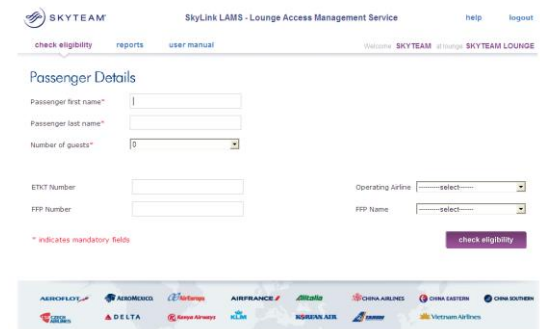 SKYTEAM
SkyLink LAMS - Lounge Access Management Service
help
logout
check eligibility
reports
user manual
Welcome SKYTEAM at lounge SKYTEAM LOUNGE
Passenger Details
Passenger first name*
Passenger last name*
Number of guests*
0
ETKT Number
Operating Airline
---------select------
FFP Number
FFP Name
---------select------
* indicates mandatory fields
check eligibility
AEROFLOT
AEROMEXICO.
AirEuropa
AIRFRANCE
Alitalia
CHINA AIRLINES
CHINA EASTERN
CHINA SOUTHERN
CZECH AIRLINES
DELTA
Kenya Airways
KLM
KOREAN AIR
TAROM
Vietnam Airlines